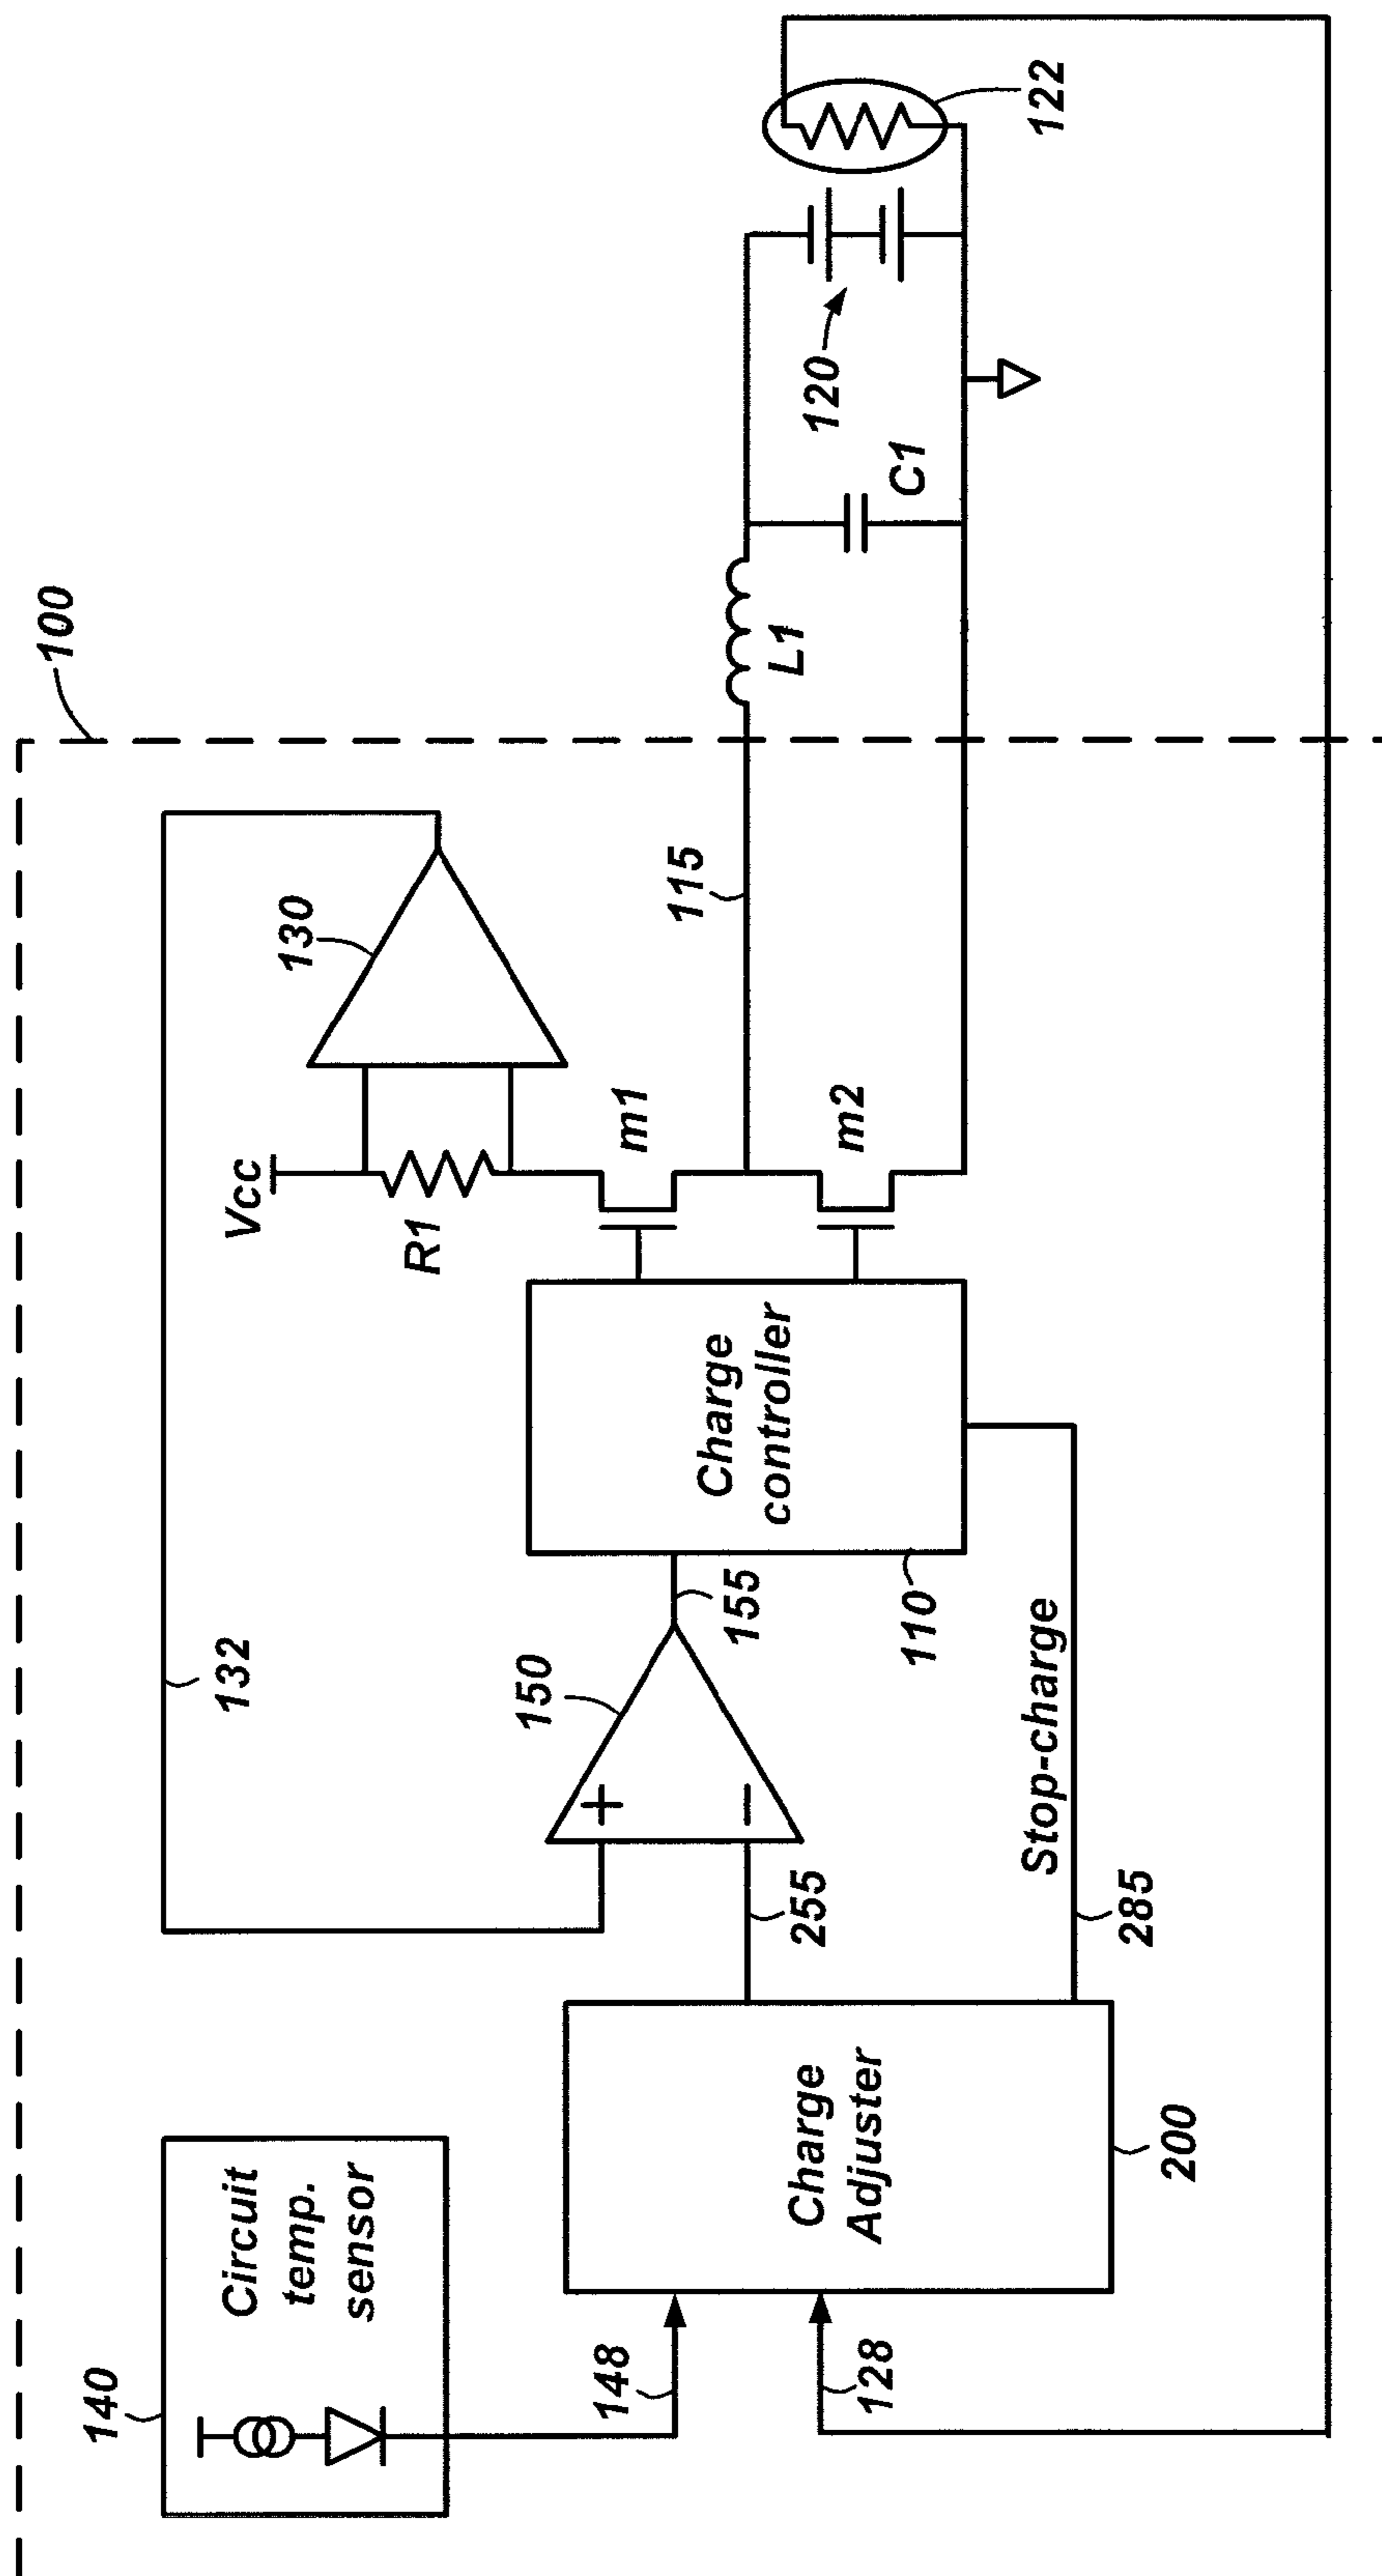 100
140
Circuit
temp.
sensor
132
130
Vcc
R1
m1
150
155
Charge
controller
110
115
L1
m2
C1
120
122
148
128
Charge
Adjuster
200
255
Stop-charge
285